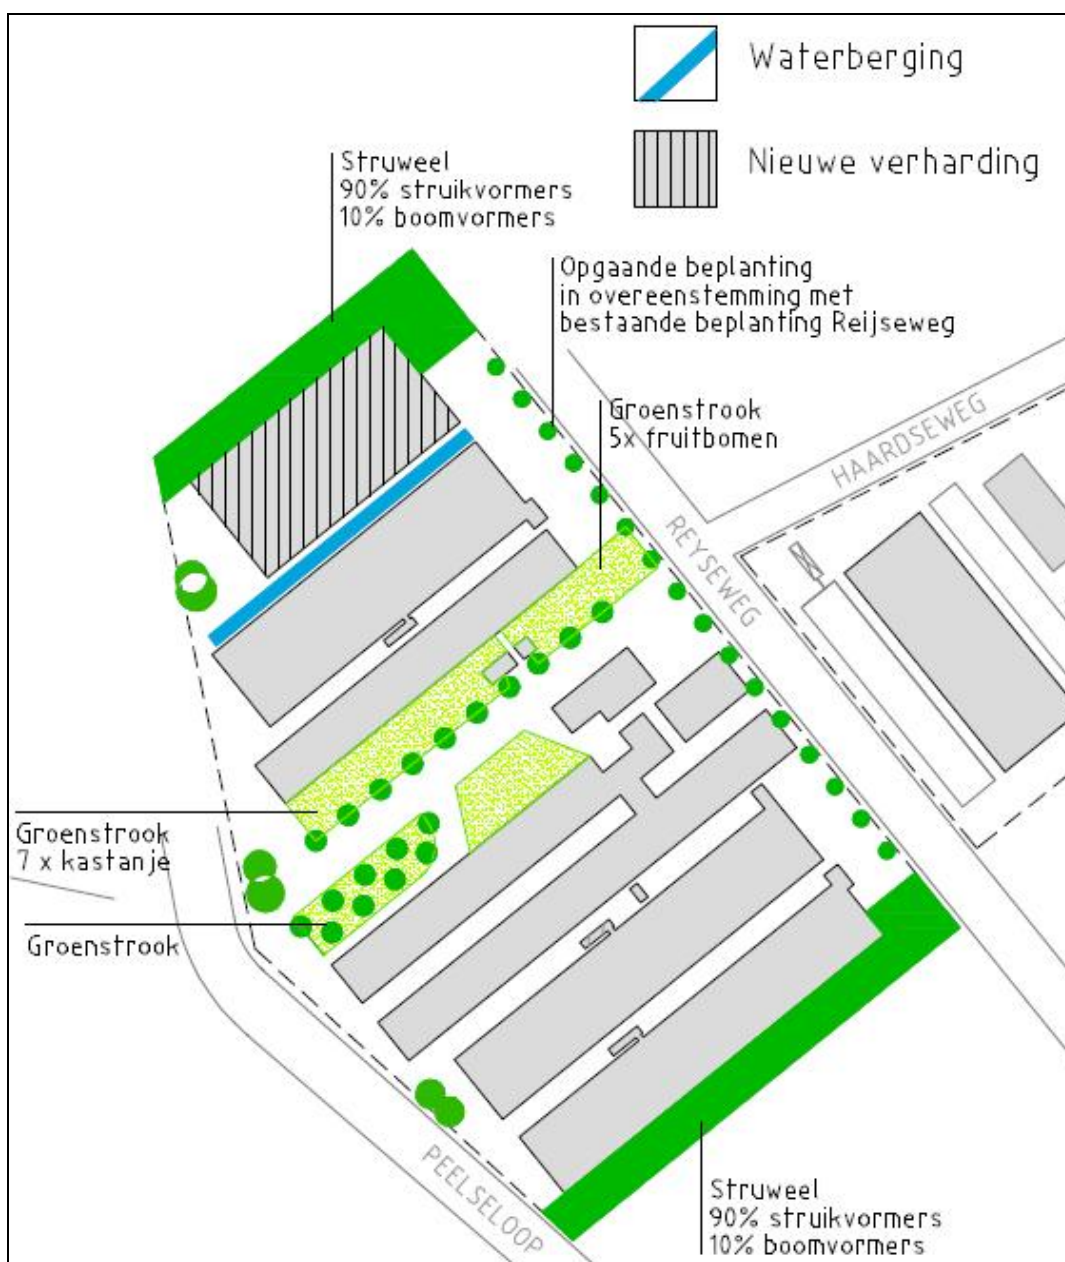 Waterberging
Nieuwe verharding
Struweel
90% struikvormers
10% boomvormers
Opgaande beplanting
in overeenstemming met
bestaande beplanting Reijseweg
Groenstrook
5x fruitbomen
HAARDSEWEG
REYSEWEG
Groenstrook
7 x kastanje
Groenstrook
PEELSELOOP
Struweel
90% struikvormers
10% boomvormers